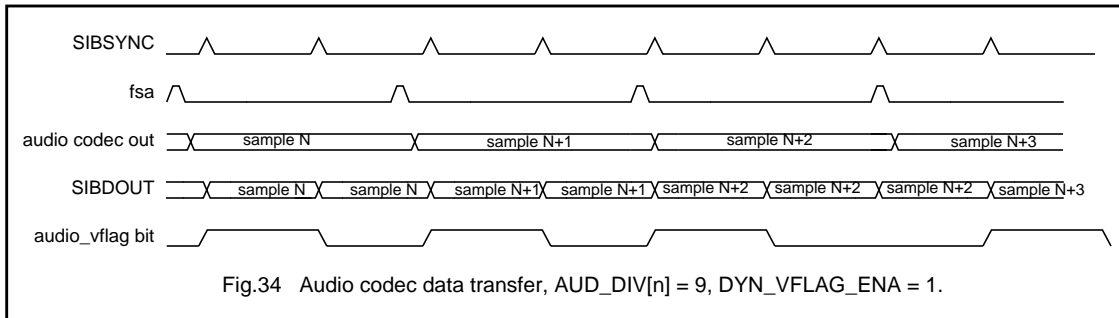 SIBSYNC
fsa
audio codec out
sample N
sample N+1
sample N+2
sample N+3
SIBDOUT
sample N
sample N
sample N+1
sample N+1
sample N+2
sample N+2
sample N+2
sample N+3
audio_vflag bit
Fig.34 Audio codec data transfer, AUD_DIV[n] = 9, DYN_VFLAG_ENA = 1.